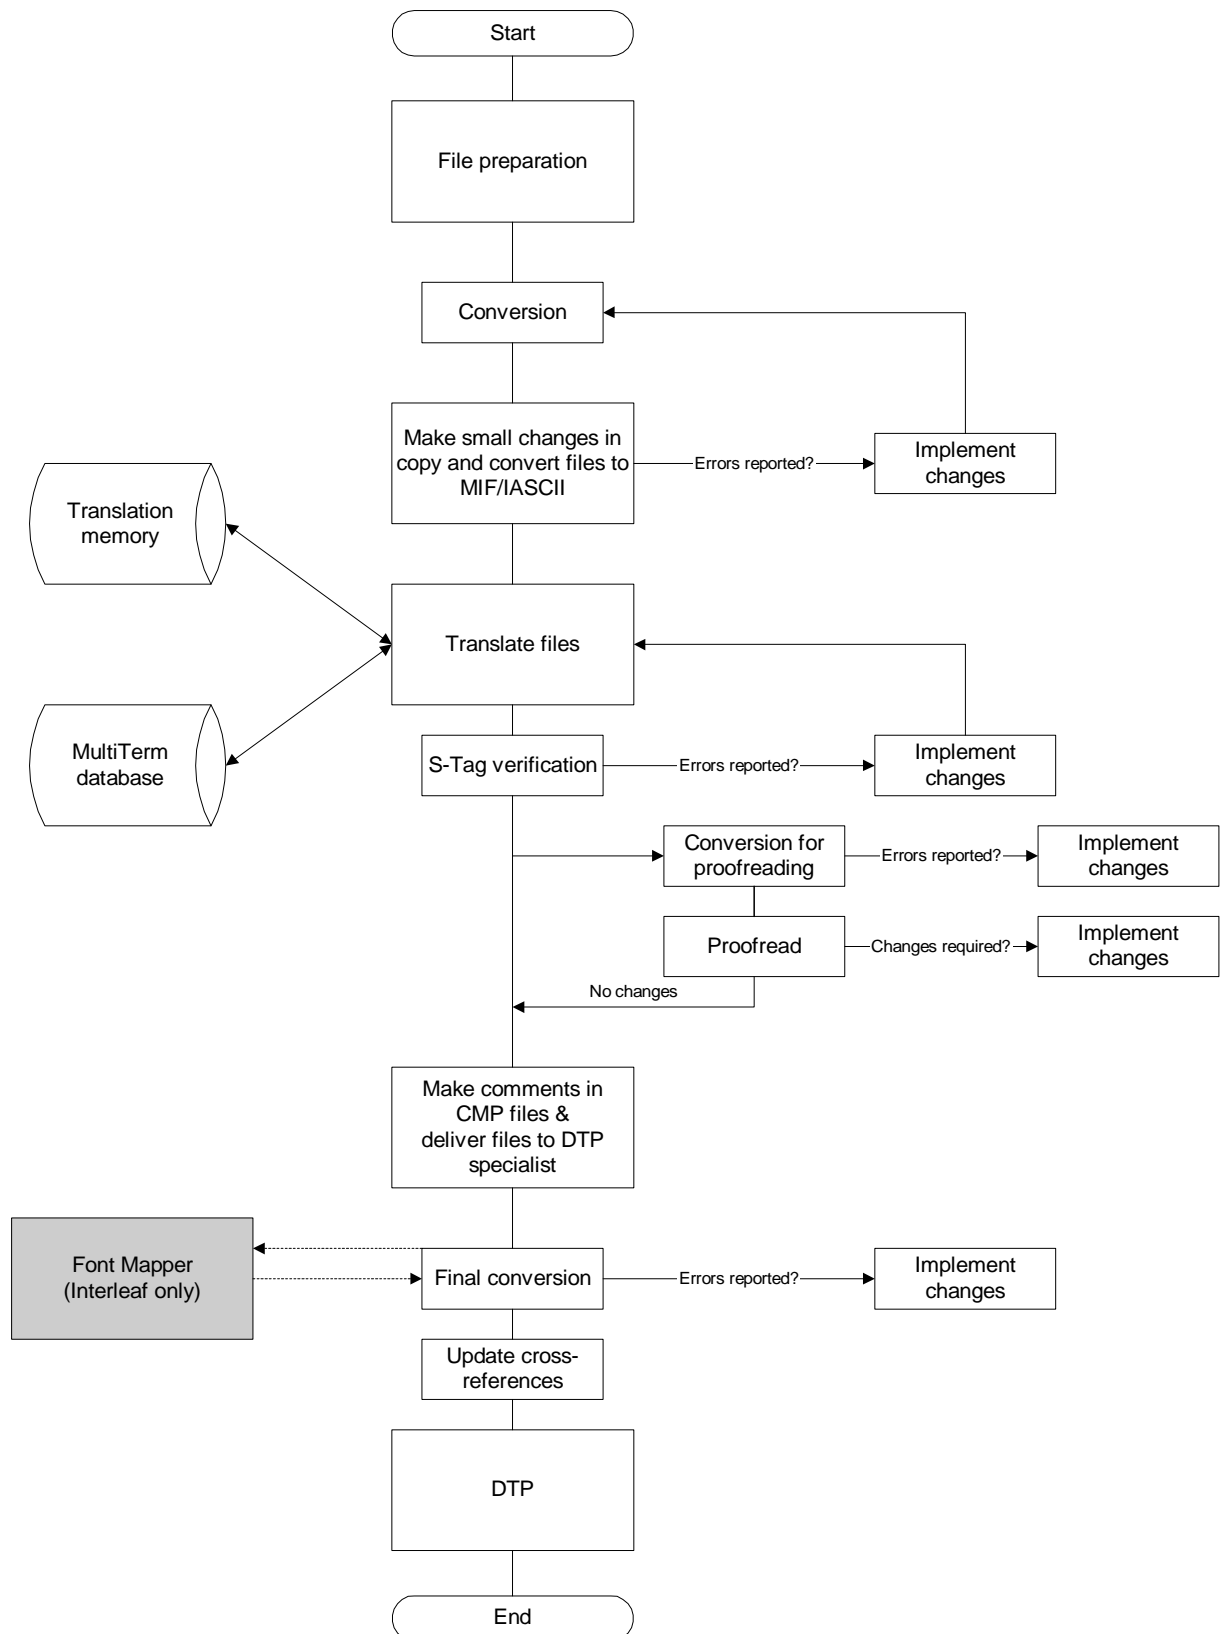 Start
File preparation
Conversion
Make small changes in
copy and convert files to
MIF/IASCII
Errors reported?
Implement
changes
Translation
memory
Translate files
MultiTerm
database
S-Tag verification
Errors reported?
Implement
changes
Conversion for
proofreading
Errors reported?
Implement
changes
Proofread
Changes required?
Implement
changes
No changes
Make comments in
CMP files &
deliver files to DTP
specialist
Font Mapper
(Interleaf only)
Final conversion
Errors reported?
Implement
changes
Update cross-
references
DTP
End